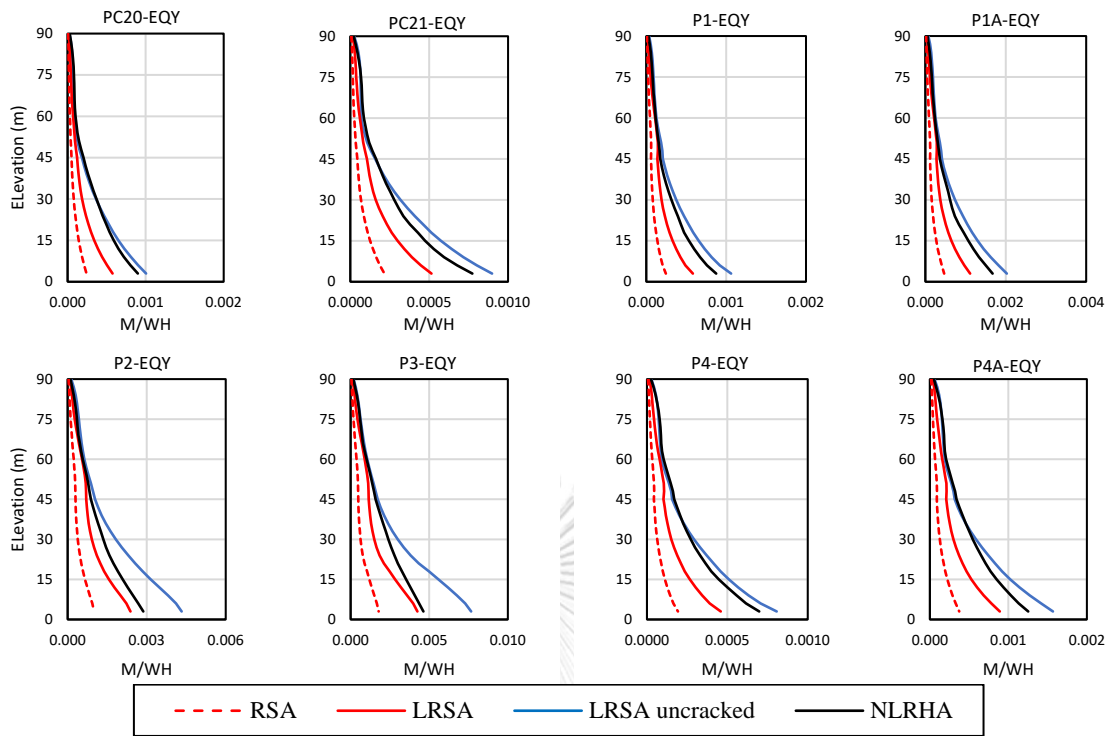 PC20-EQY PC21-EQY P1-EQY P1A-EQY
90 90 90 90
75 75 75 75
60 60 60 60
45 45 45 45
30 30 30 30
15 15 15 15
0 0 0 0
ELevation (m)
0.000 0.001 0.002 0.0000 0.0005 0.0010 0.000 0.001 0.002 0.000 0.002 0.004
M/WH M/WH M/WH M/WH
P2-EQY P3-EQY P4-EQY P4A-EQY
90 90 90 90
75 75 75 75
60 60 60 60
45 45 45 45
30 30 30 30
15 15 15 15
0 0 0 0
ELevation (m)
0.000 0.003 0.006 0.000 0.005 0.010 0.0000 0.0005 0.0010 0.000 0.001 0.002
M/WH M/WH M/WH M/WH
RSA LRSA LRSA uncracked NLRHA